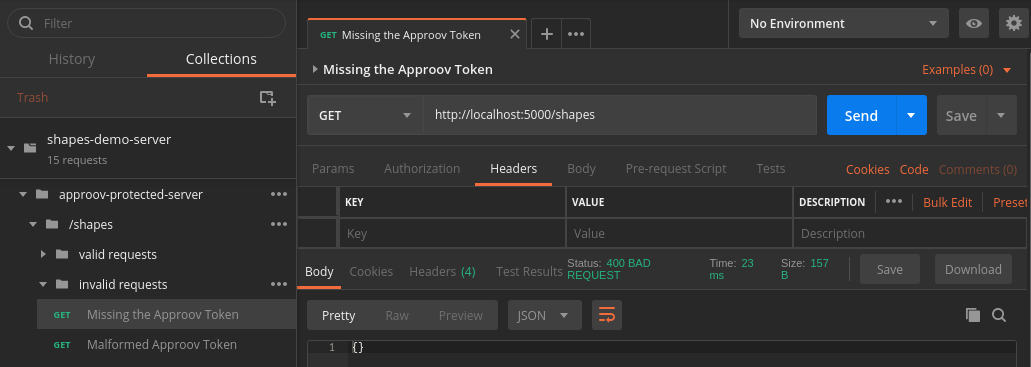 Filter
History Collections
Trash
shapes-demo-server
15 requests
approov-protected-server
/shapes
valid requests
invalid requests
GET Missing the Approov Token
GET Malformed Approov Token
GET Missing the Approov Token
No Environment
Missing the Approov Token
Examples (0)
GET http://localhost:5000/shapes
Send Save
Params Authorization Headers Body Pre-request Script Tests
Cookies Code Comments (0)
KEY VALUE DESCRIPTION Bulk Edit Preset
Key Value Description
Body Cookies Headers (4) Test Results
Status: 400 BAD
REQUEST
Time: 23
ms
Size: 157
B
Save Download
Pretty Raw Preview JSON
1 {}